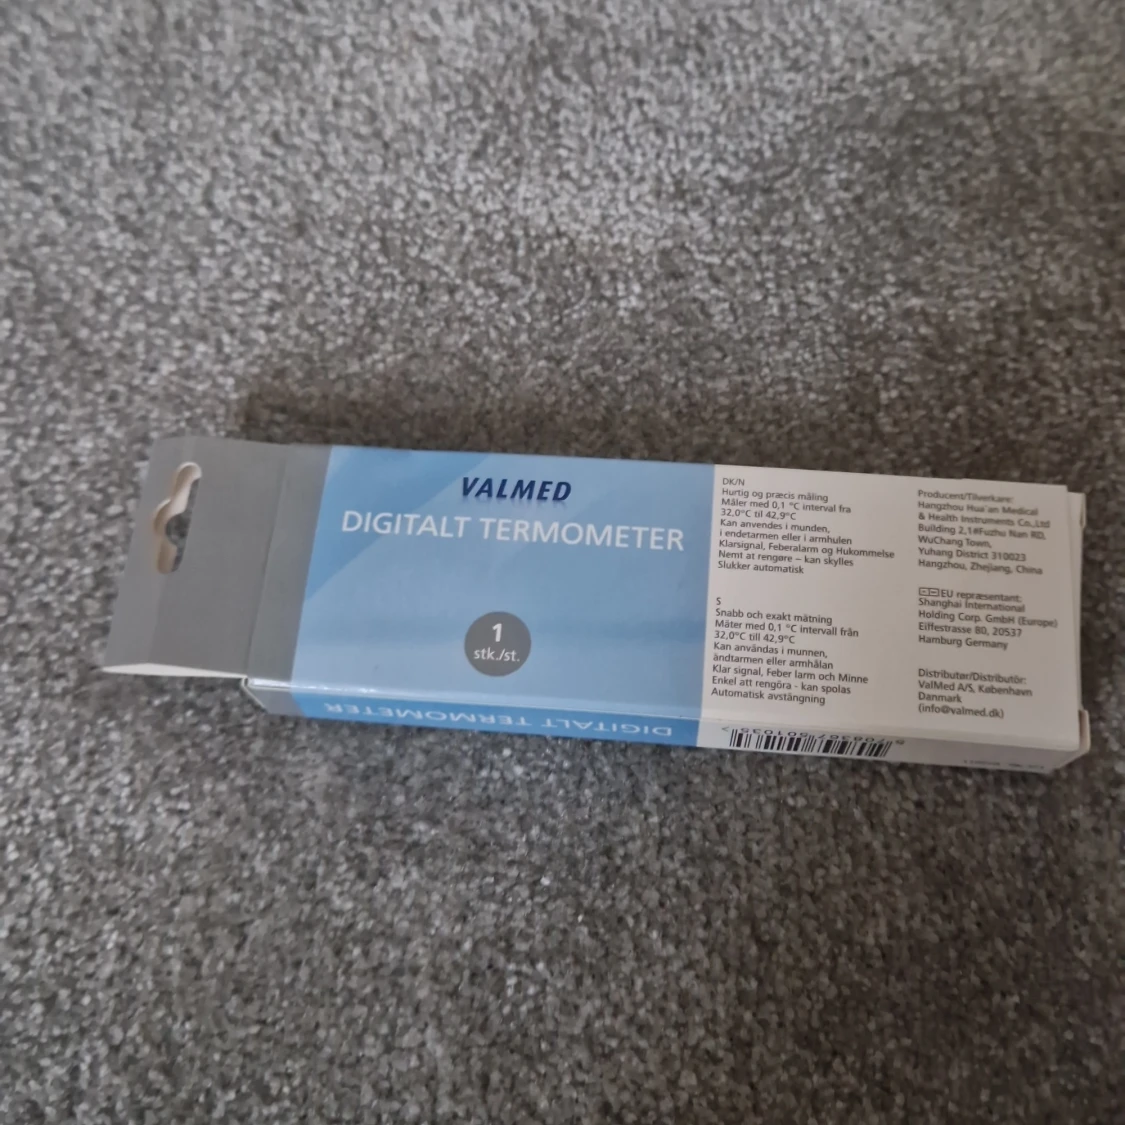 VALMED
DIGITALT TERMOMETER
1
stk./st.
DK/N
Hurtig og præcis måling
Måler med 0,1 °C interval fra
32,0°C til 42,9°C
Kan anvendes i munden,
i endetarmen eller i armhulen
Klarsignal, Feberalarm og Hukommelse
Nemt at rengøre – kan skylles
Slukker automatisk
S
Snabb och exakt mätning
Mäter med 0,1 °C intervall från
32,0°C till 42,9°C
Kan användas i munnen,
ändtarmen eller armhålan
Klar signal, Feber larm och Minne
Enkel att rengöra - kan spolas
Automatisk avstängning
Producent/Tilverkare:
Hangzhou Hua'an Medical
& Health Instruments Co.,Ltd
Building 2,1#Fuzhu Nan RD,
WuChang Town,
Yuhang District 310023
Hangzhou, Zhejiang, China
EU repræsentant:
Shanghai International
Holding Corp. GmbH (Europe)
Eiffestrasse 80, 20537
Hamburg Germany
Distributør/Distributör:
ValMed A/S, København
Danmark
(info@valmed.dk)
DIGITALT TERMOMETER